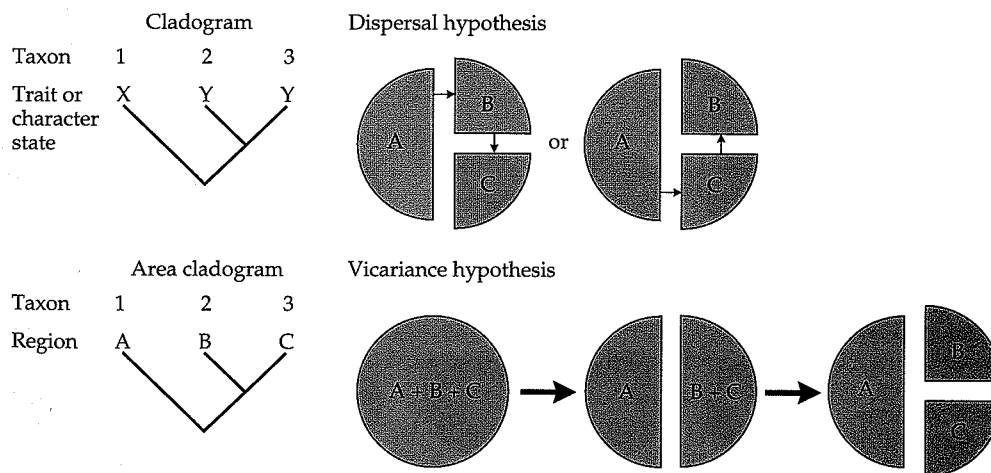 Cladogram
Taxon 1 2 3
Trait or character state X Y Y
Dispersal hypothesis
A B C
or
A B C
Area cladogram
Taxon 1 2 3
Region A B C
Vicariance hypothesis
A + B + C
A B + C
A B C